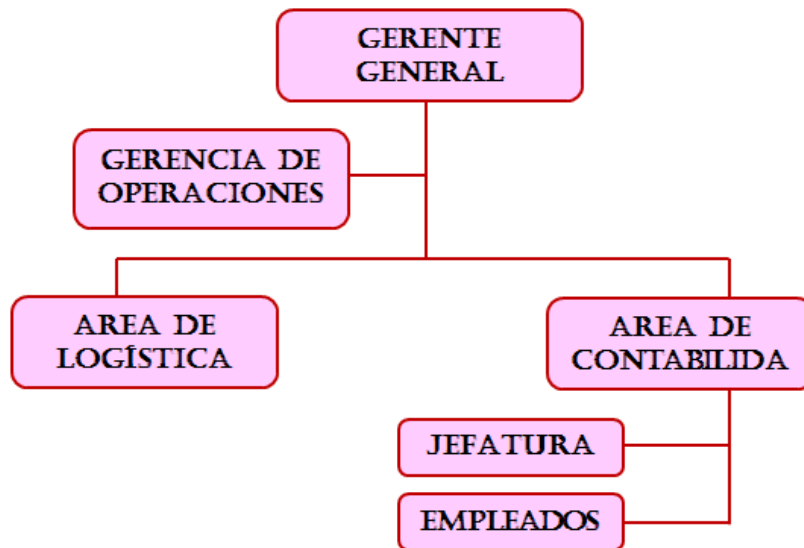 GERENTE
GENERAL
GERENCIA DE
OPERACIONES
AREA DE
LOGÍSTICA
AREA DE
CONTABILIDA
JEFATURA
EMPLEADOS